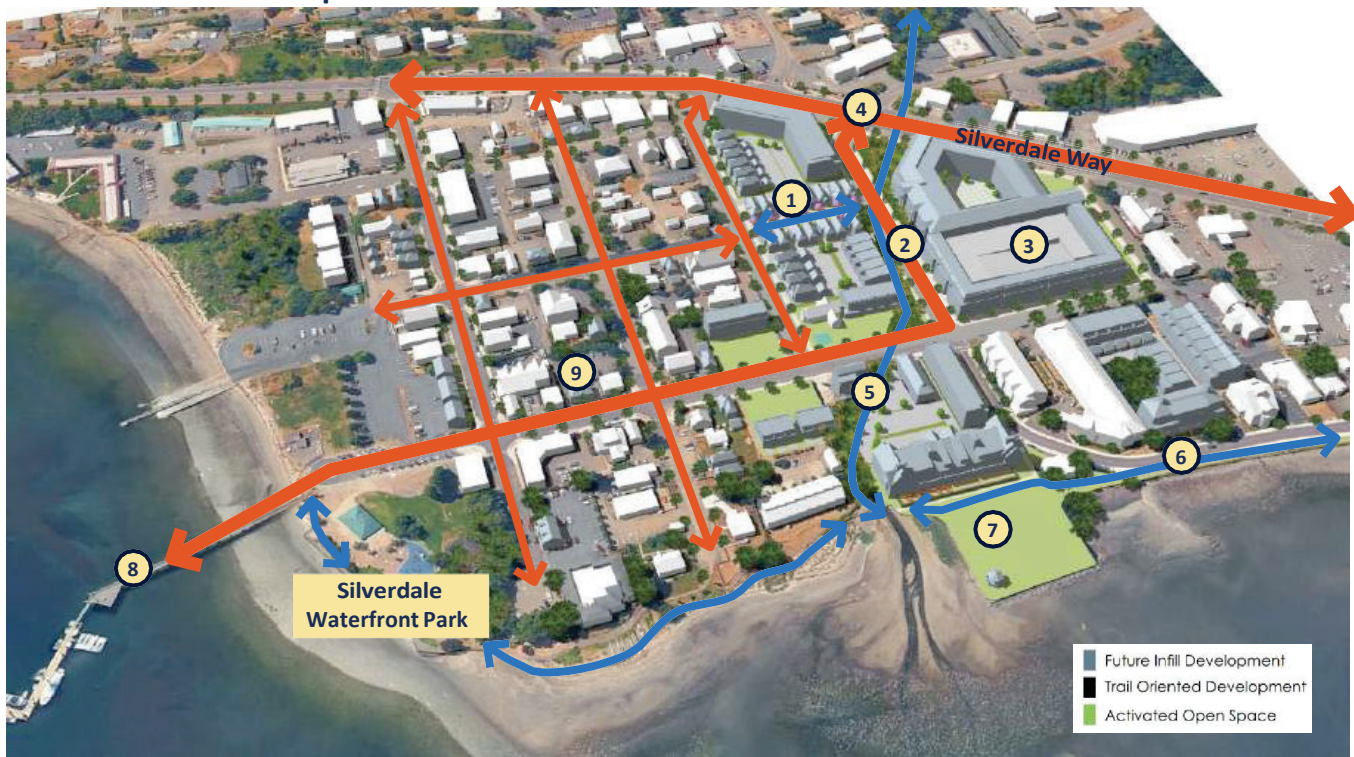 4
Silverdale Way
1
2
3
9
5
6
7
8
Silverdale
Waterfront Park
Future Infill Development
Trail Oriented Development
Activated Open Space